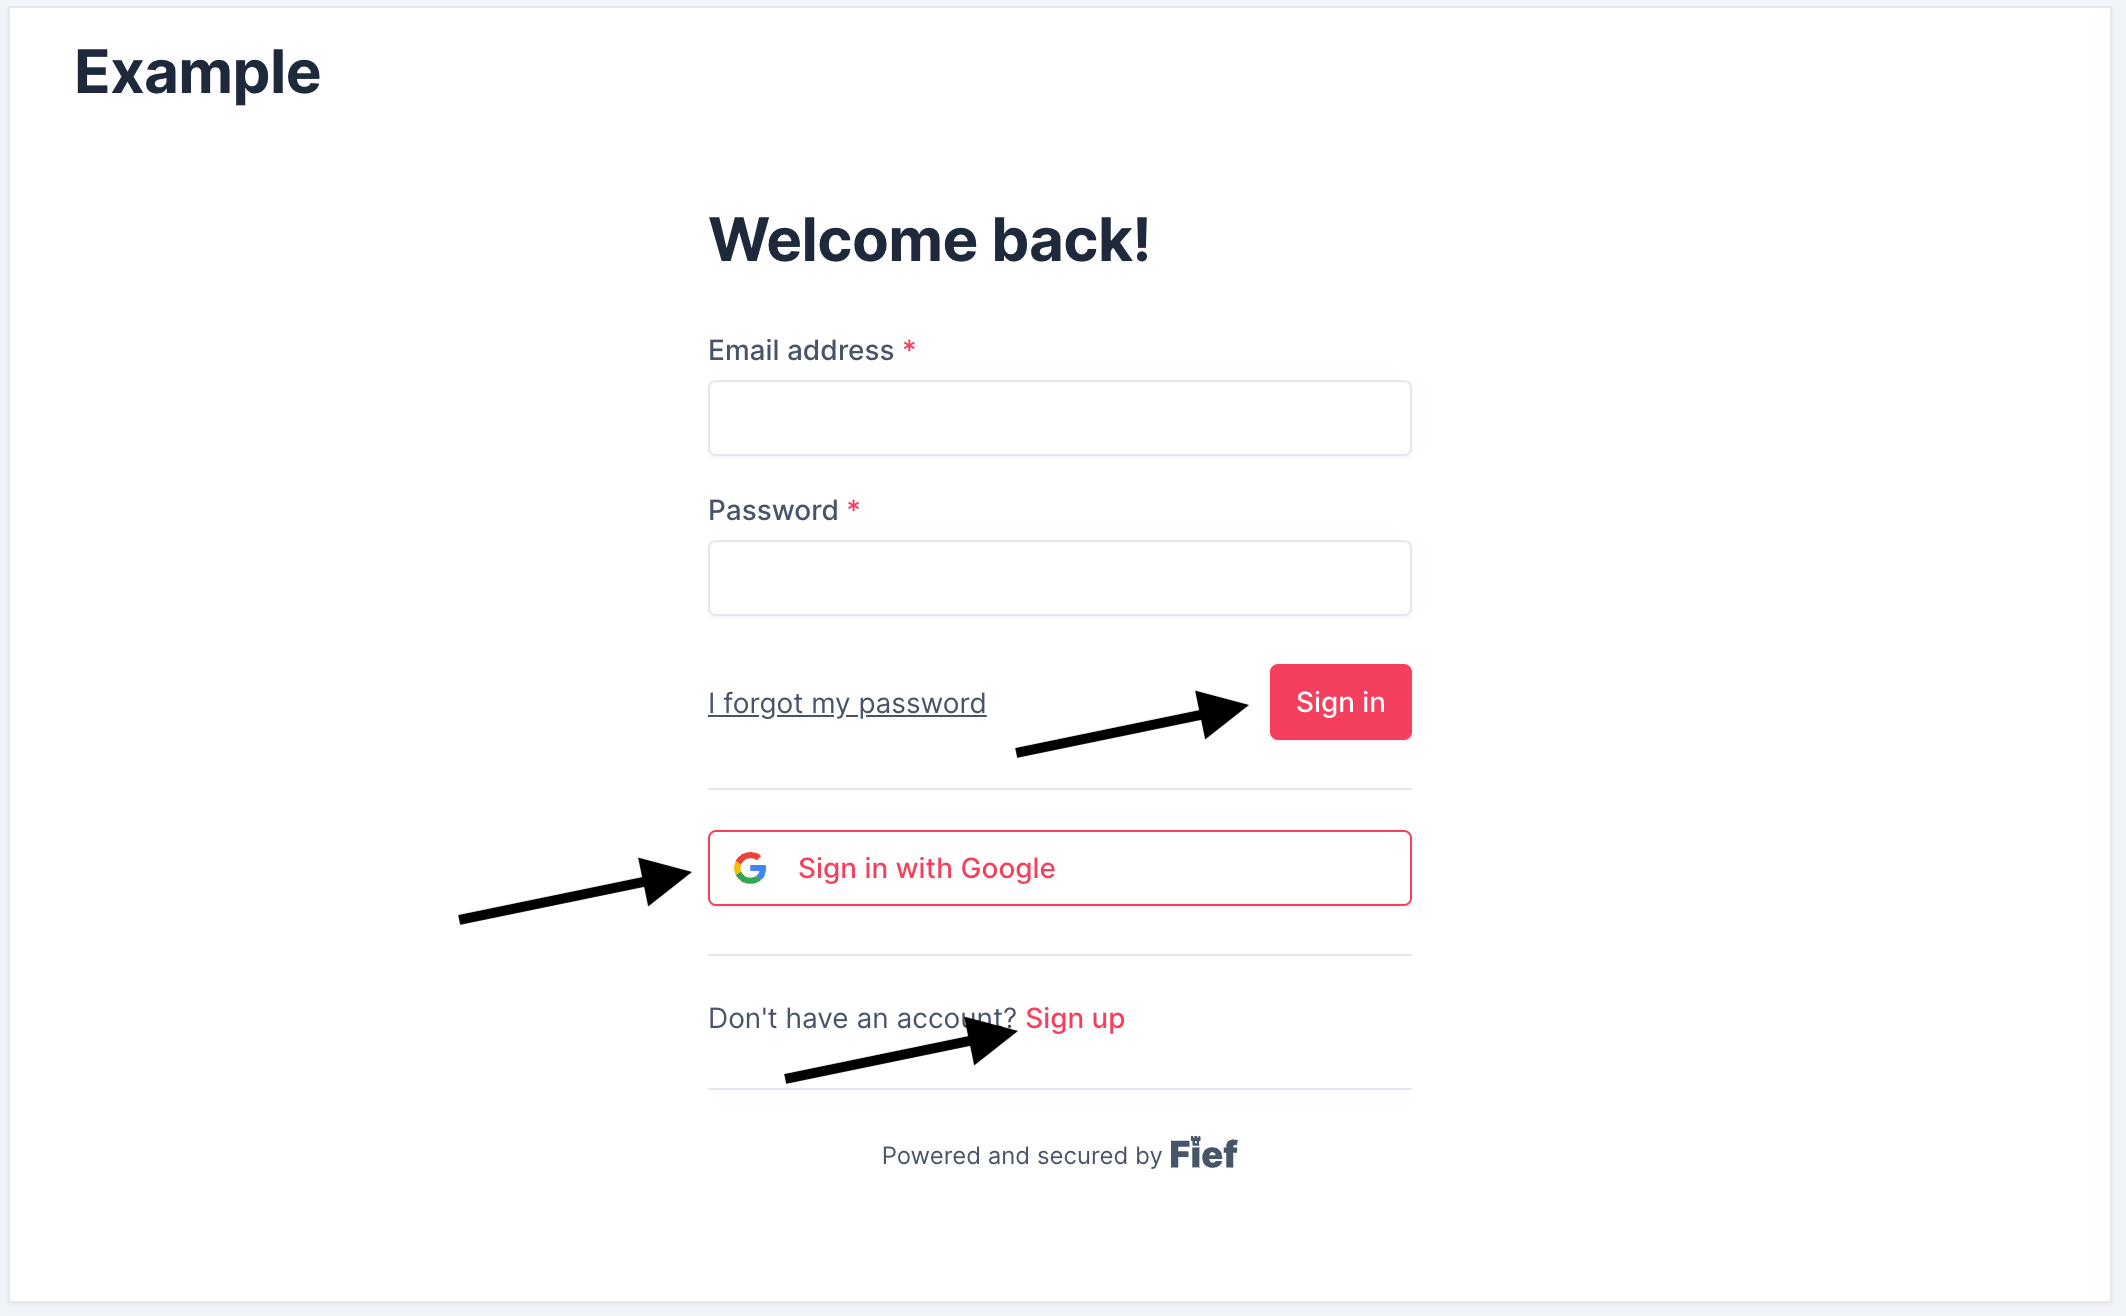 Example
Welcome back!
Email address *
Password *
I forgot my password
Sign in
Sign in with Google
Don't have an account? Sign up
Powered and secured by Fief